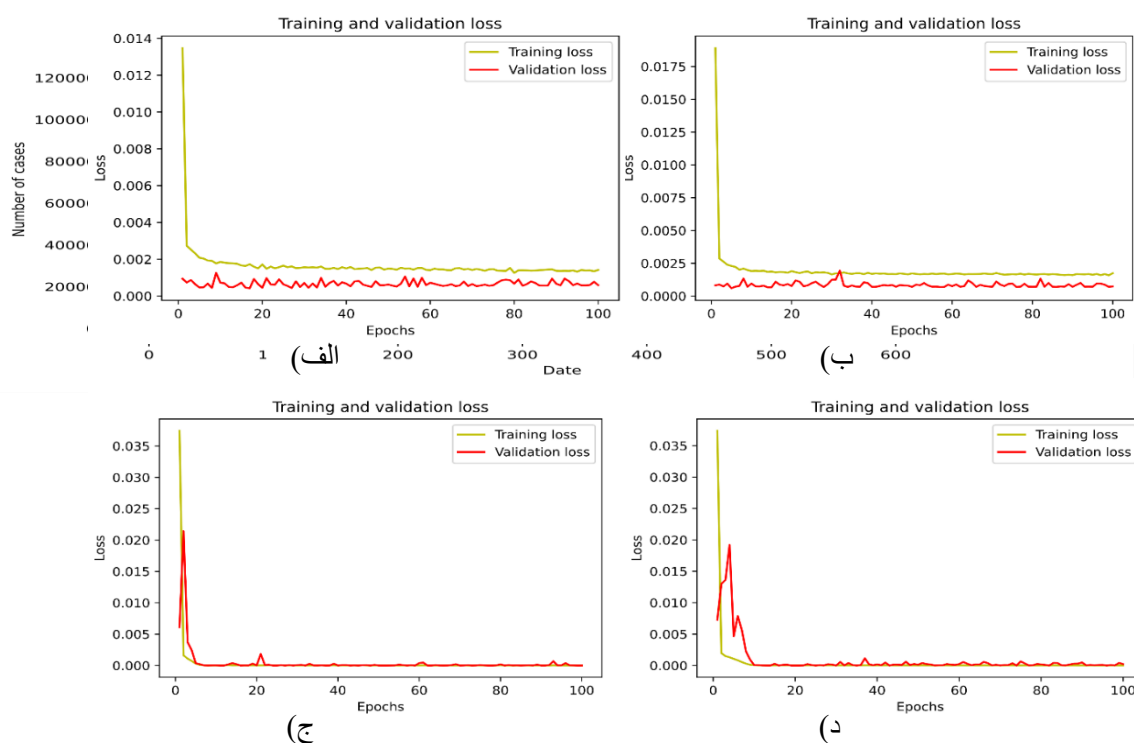 Training and validation loss
Training loss
Validation loss
0.014
0.012
0.010
0.008
0.006
0.004
0.002
0.000
Loss
0 20 40 60 80 100
Epochs
Training and validation loss
Training loss
Validation loss
0.0175
0.0150
0.0125
0.0100
0.0075
0.0050
0.0025
0.0000
Loss
0 20 40 60 80 100
Epochs
Number of cases
12000
10000
8000
4000
2000
0 1 200 300 400 500 600
Date
الف)
ب)
Training and validation loss
Training loss
Validation loss
0.035
0.030
0.025
0.020
0.015
0.010
0.005
0.000
Loss
0 20 40 60 80 100
Epochs
ج)
Training and validation loss
Training loss
Validation loss
0.035
0.030
0.025
0.020
0.015
0.010
0.005
0.000
Loss
0 20 40 60 80 100
Epochs
د)